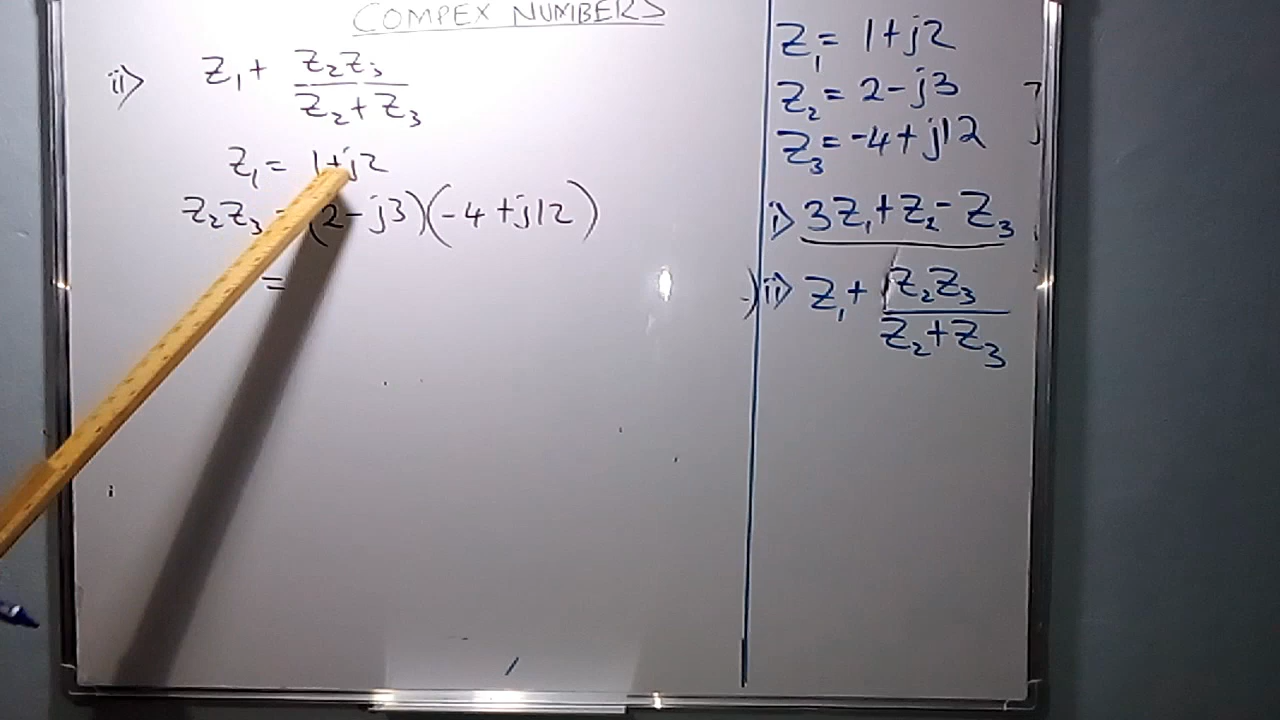 COMPEX NUMBERS
ii) Z₁ + Z₂Z₃ / Z₂ + Z₃
Z₁ = 1+j2
Z₂Z₃ = (2-j3)(-4+j12)
=
Z₁ = 1+j2
Z₂ = 2-j3
Z₃ = -4+j12
i) 3Z₁+Z₂-Z₃
ii) Z₁ + Z₂Z₃ / Z₂+Z₃